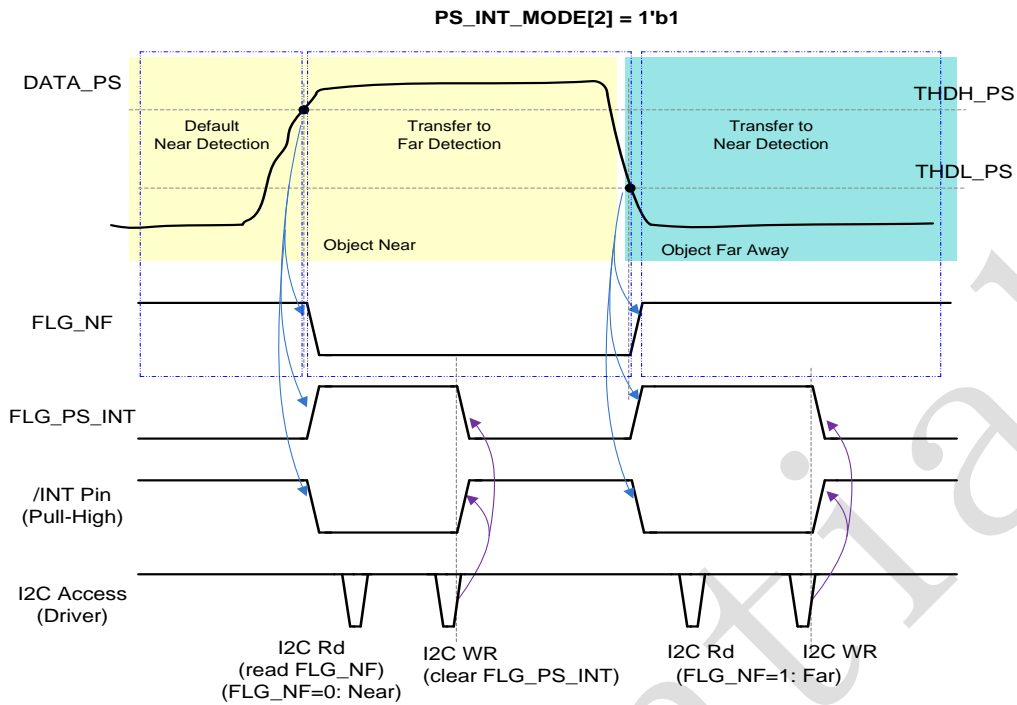 PS_INT_MODE[2] = 1'b1
DATA_PS
THDH_PS
Default
Near Detection
Transfer to
Far Detection
Transfer to
Near Detection
THDL_PS
Object Near
Object Far Away
FLG_NF
FLG_PS_INT
/INT Pin
(Pull-High)
I2C Access
(Driver)
I2C Rd
(read FLG_NF)
(FLG_NF=0: Near)
I2C WR
(clear FLG_PS_INT)
I2C Rd
(FLG_NF=1: Far)
I2C WR